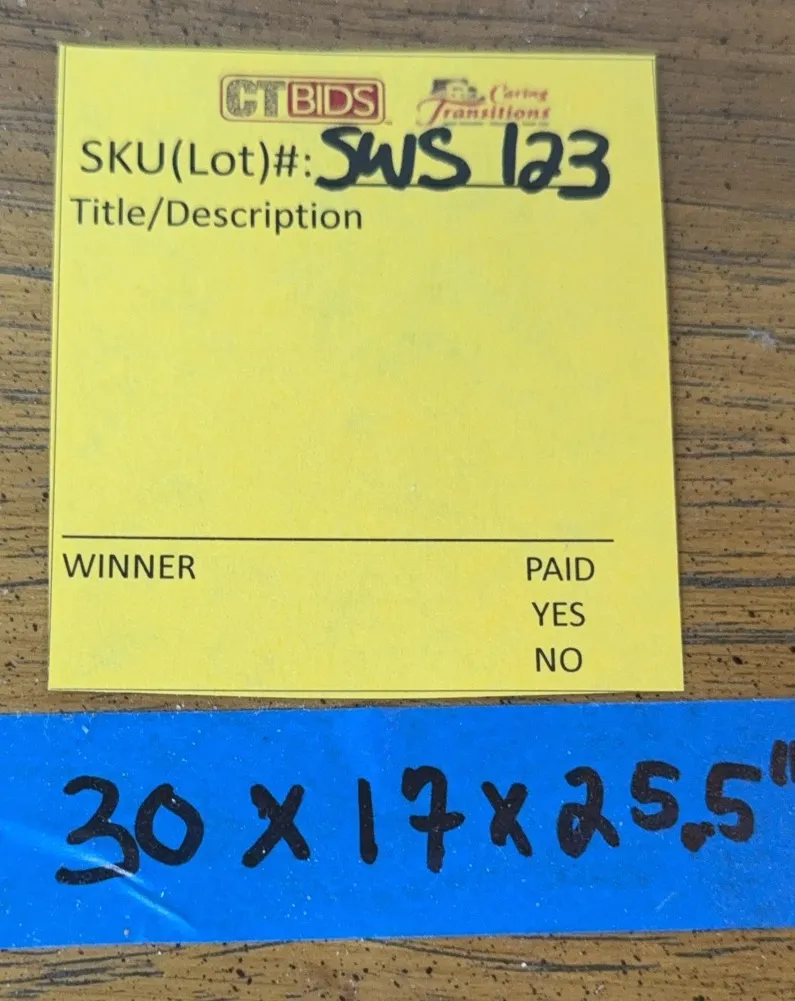 CTBIDS Caring Transitions
SKU(Lot)#: SWS 123
Title/Description
WINNER PAID
YES
NO
30 x 17 x 25.5"